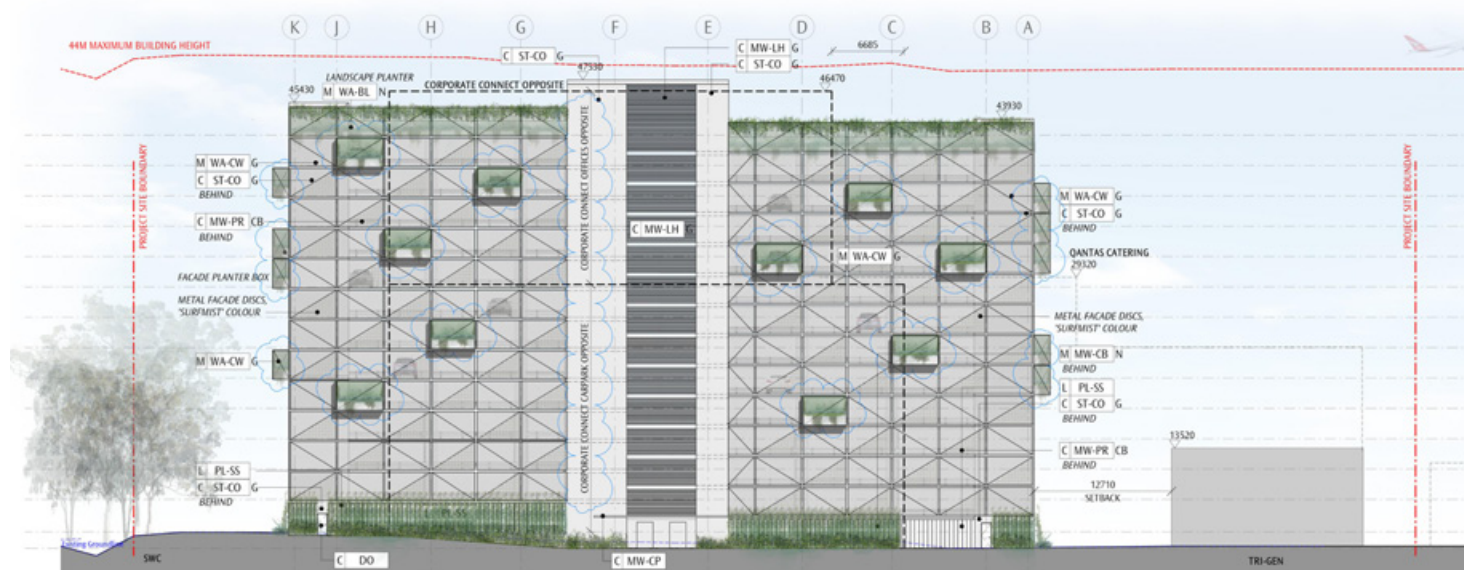 K J H G F E D C B A
44M MAXIMUM BUILDING HEIGHT
C ST-CO G
C MW-LH G
C ST-CO G
6685
47330
46470
LANDSCAPE PLANTER
M WA-BL N
CORPORATE CONNECT OPPOSITE
45430
43930
PROJECT SITE BOUNDARY
M WA-CW G
C ST-CO G
BEHIND
C MW-PR CB
BEHIND
FACADE PLANTER BOX
METAL FACADE DISCS,
'SURFMIST' COLOUR
M WA-CW G
L PL-SS
C ST-CO G
BEHIND
CORPORATE CONNECT OFFICES OPPOSITE
CORPORATE CONNECT CARPARK OPPOSITE
C MW-LH G
M WA-CW G
M WA-CW G
C ST-CO G
BEHIND
QANTAS CATERING
29320
METAL FACADE DISCS,
'SURFMIST' COLOUR
M MW-CB N
BEHIND
L PL-SS
C ST-CO G
BEHIND
C MW-PR CB
BEHIND
13520
12710
SETBACK
PROJECT SITE BOUNDARY
SWC
C DO
C MW-CP
TRI-GEN